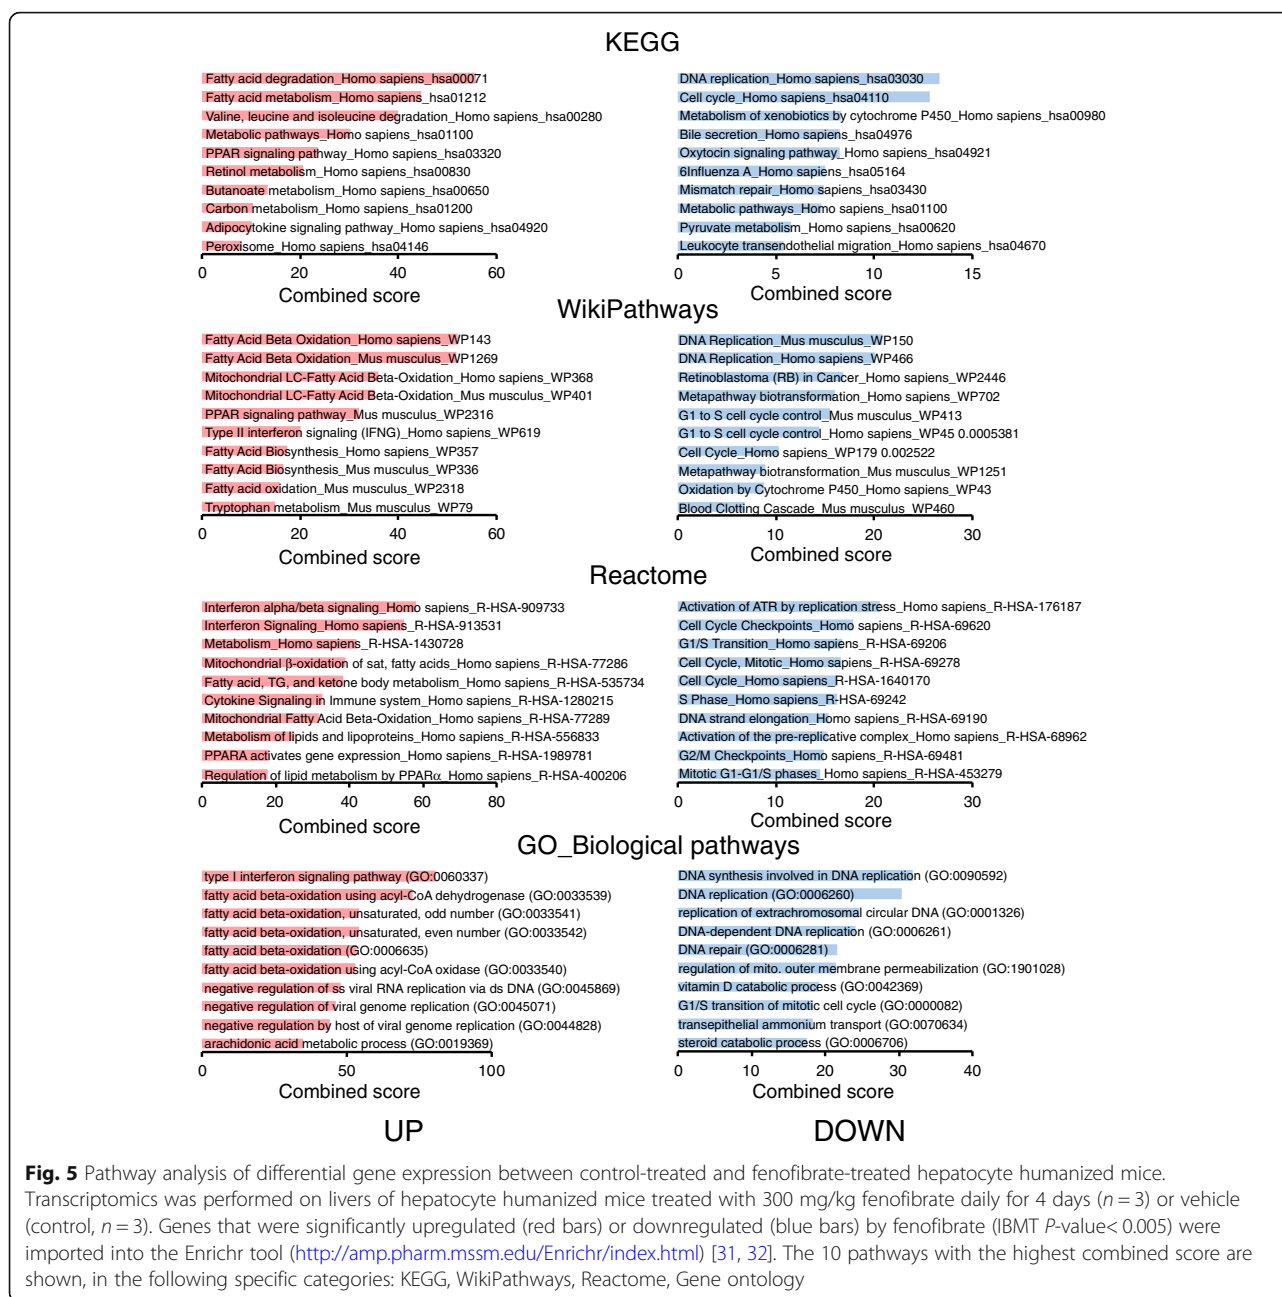 KEGG
Fatty acid degradation_Homo sapiens_hsa00071
Fatty acid metabolism_Homo sapiens_hsa01212
Valine, leucine and isoleucine degradation_Homo sapiens_hsa00280
Metabolic pathways_Homo sapiens_hsa01100
PPAR signaling pathway_Homo sapiens_hsa03320
Retinol metabolism_Homo sapiens_hsa00830
Butanoate metabolism_Homo sapiens_hsa00650
Carbon metabolism_Homo sapiens_hsa01200
Adipocytokine signaling pathway_Homo sapiens_hsa04920
Peroxisome_Homo sapiens_hsa04146
0 20 40 60
Combined score
DNA replication_Homo sapiens_hsa03030
Cell cycle_Homo sapiens_hsa04110
Metabolism of xenobiotics by cytochrome P450_Homo sapiens_hsa00980
Bile secretion_Homo sapiens_hsa04976
Oxytocin signaling pathway_Homo sapiens_hsa04921
6Influenza A_Homo sapiens_hsa05164
Mismatch repair_Homo sapiens_hsa03430
Metabolic pathways_Homo sapiens_hsa01100
Pyruvate metabolism_Homo sapiens_hsa00620
Leukocyte transendothelial migration_Homo sapiens_hsa04670
0 5 10 15
Combined score
WikiPathways
Fatty Acid Beta Oxidation_Homo sapiens_WP143
Fatty Acid Beta Oxidation_Mus musculus_WP1269
Mitochondrial LC-Fatty Acid Beta-Oxidation_Homo sapiens_WP368
Mitochondrial LC-Fatty Acid Beta-Oxidation_Mus musculus_WP401
PPAR signaling pathway_Mus musculus_WP2316
Type II interferon signaling (IFNG)_Homo sapiens_WP619
Fatty Acid Biosynthesis_Homo sapiens_WP357
Fatty Acid Biosynthesis_Mus musculus_WP336
Fatty acid oxidation_Mus musculus_WP2318
Tryptophan metabolism_Mus musculus_WP79
0 20 40 60
Combined score
DNA Replication_Mus musculus_WP150
DNA Replication_Homo sapiens_WP466
Retinoblastoma (RB) in Cancer_Homo sapiens_WP2446
Metapathway biotransformation_Homo sapiens_WP702
G1 to S cell cycle control_Mus musculus_WP413
G1 to S cell cycle control_Homo sapiens_WP45 0.0005381
Cell Cycle_Homo sapiens_WP179 0.002522
Metapathway biotransformation_Mus musculus_WP1251
Oxidation by Cytochrome P450_Homo sapiens_WP43
Blood Clotting Cascade_Mus musculus_WP460
0 10 20 30
Combined score
Reactome
Interferon alpha/beta signaling_Homo sapiens_R-HSA-909733
Interferon Signaling_Homo sapiens_R-HSA-913531
Metabolism_Homo sapiens_R-HSA-1430728
Mitochondrial β-oxidation of sat, fatty acids_Homo sapiens_R-HSA-77286
Fatty acid, TG, and ketone body metabolism_Homo sapiens_R-HSA-535734
Cytokine Signaling in Immune system_Homo sapiens_R-HSA-1280215
Mitochondrial Fatty Acid Beta-Oxidation_Homo sapiens_R-HSA-77289
Metabolism of lipids and lipoproteins_Homo sapiens_R-HSA-556833
PPARA activates gene expression_Homo sapiens_R-HSA-1989781
Regulation of lipid metabolism by PPARα_Homo sapiens_R-HSA-400206
0 20 40 60 80
Combined score
Activation of ATR by replication stress_Homo sapiens_R-HSA-176187
Cell Cycle Checkpoints_Homo sapiens_R-HSA-69620
G1/S Transition_Homo sapiens_R-HSA-69206
Cell Cycle, Mitotic_Homo sapiens_R-HSA-69278
Cell Cycle_Homo sapiens_R-HSA-1640170
S Phase_Homo sapiens_R-HSA-69242
DNA strand elongation_Homo sapiens_R-HSA-69190
Activation of the pre-replicative complex_Homo sapiens_R-HSA-68962
G2/M Checkpoints_Homo sapiens_R-HSA-69481
Mitotic G1-G1/S phases_Homo sapiens_R-HSA-453279
0 10 20 30
Combined score
GO_Biological pathways
type I interferon signaling pathway (GO:0060337)
fatty acid beta-oxidation using acyl-CoA dehydrogenase (GO:0033539)
fatty acid beta-oxidation, unsaturated, odd number (GO:0033541)
fatty acid beta-oxidation, unsaturated, even number (GO:0033542)
fatty acid beta-oxidation (GO:0006635)
fatty acid beta-oxidation using acyl-CoA oxidase (GO:0033540)
negative regulation of ss viral RNA replication via ds DNA (GO:0045869)
negative regulation of viral genome replication (GO:0045071)
negative regulation by host of viral genome replication (GO:0044828)
arachidonic acid metabolic process (GO:0019369)
0 50 100
Combined score
DNA synthesis involved in DNA replication (GO:0090592)
DNA replication (GO:0006260)
replication of extrachromosomal circular DNA (GO:0001326)
DNA-dependent DNA replication (GO:0006261)
DNA repair (GO:0006281)
regulation of mito. outer membrane permeabilization (GO:1901028)
vitamin D catabolic process (GO:0042369)
G1/S transition of mitotic cell cycle (GO:0000082)
transepithelial ammonium transport (GO:0070634)
steroid catabolic process (GO:0006706)
0 10 20 30 40
Combined score
UP
DOWN
Fig. 5 Pathway analysis of differential gene expression between control-treated and fenofibrate-treated hepatocyte humanized mice.
Transcriptomics was performed on livers of hepatocyte humanized mice treated with 300 mg/kg fenofibrate daily for 4 days (n = 3) or vehicle
(control, n = 3). Genes that were significantly upregulated (red bars) or downregulated (blue bars) by fenofibrate (IBMT P-value< 0.005) were
imported into the Enrichr tool (http://amp.pharm.mssm.edu/Enrichr/index.html) [31, 32]. The 10 pathways with the highest combined score are
shown, in the following specific categories: KEGG, WikiPathways, Reactome, Gene ontology